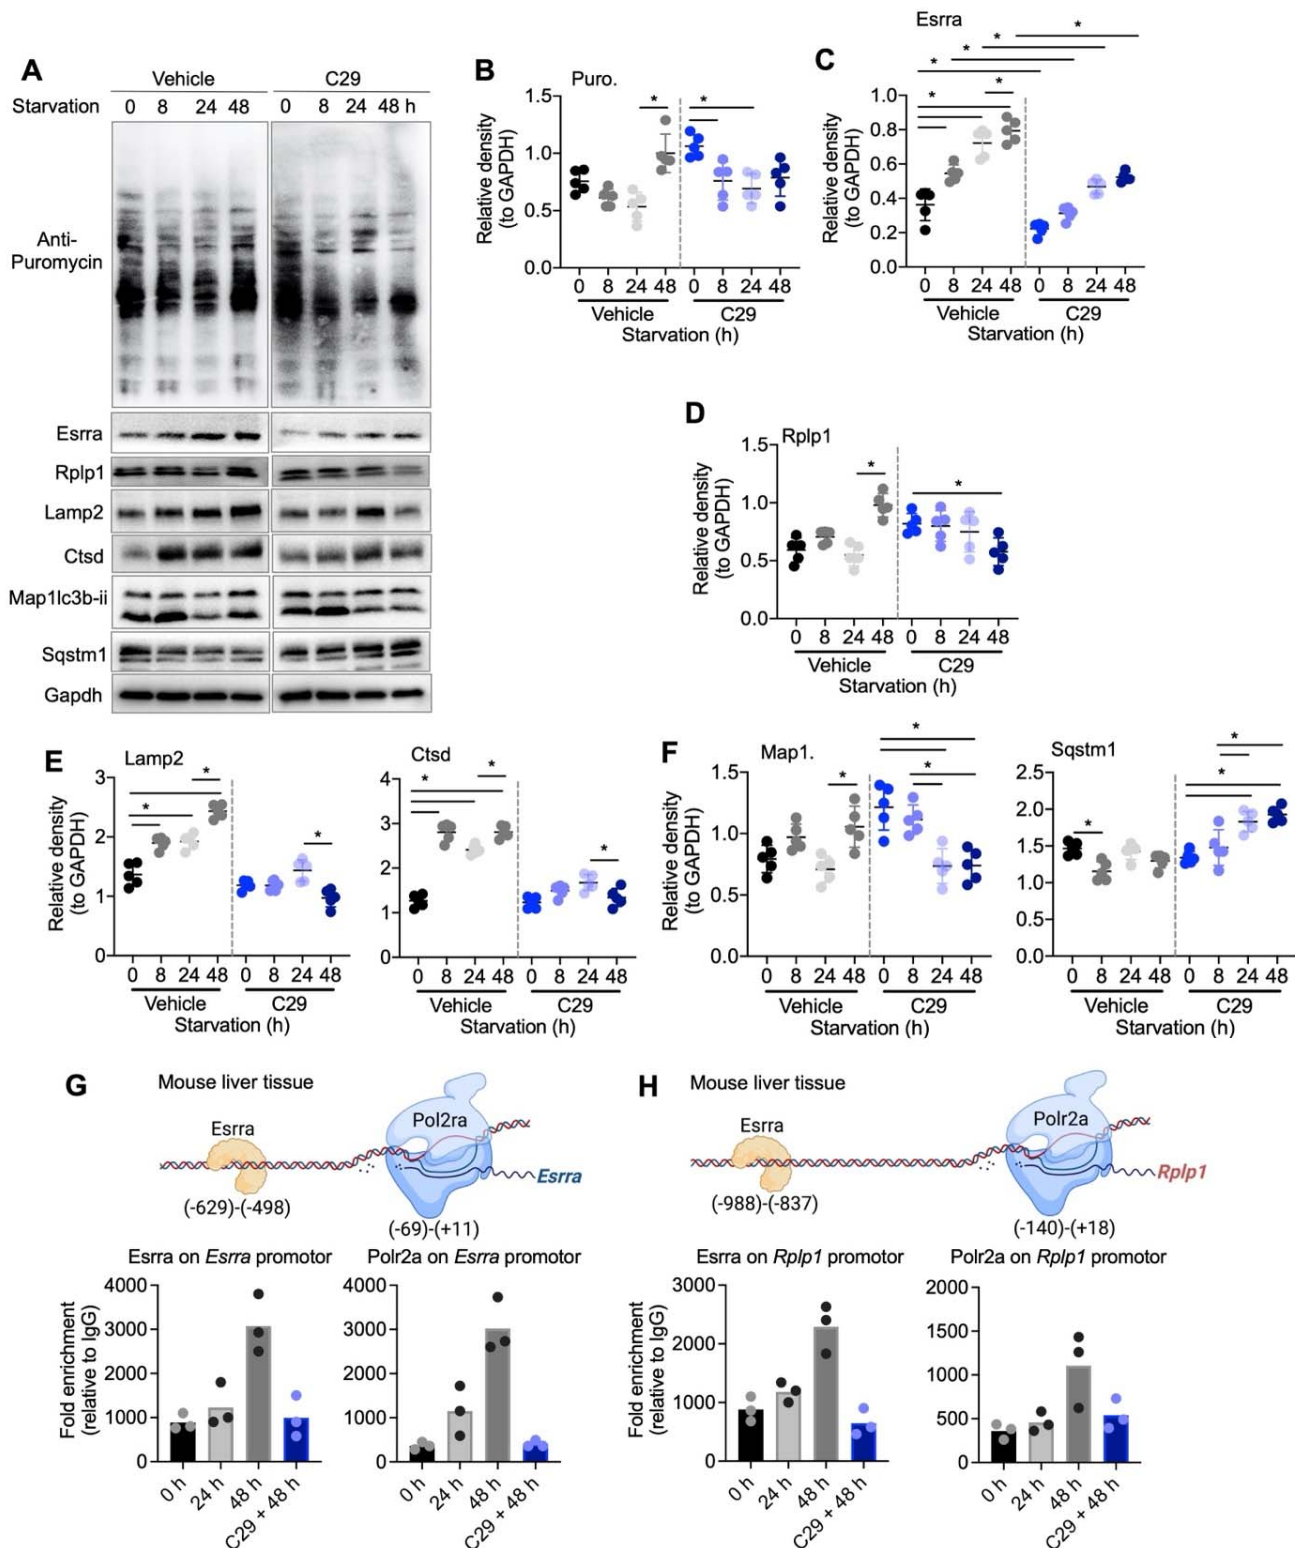 A
Vehicle C29
Starvation 0 8 24 48 0 8 24 48 h
Anti-
Puromycin
Esrra
Rplp1
Lamp2
Ctsd
Map1lc3b-ii
Sqstm1
Gapdh
B
Puro.
*
*
Relative density
(to GAPDH)
1.5
1.0
0.5
0.0
0 8 24 48 0 8 24 48
Vehicle C29
Starvation (h)
C
Esrra
*
*
*
*
*
*
Relative density
(to GAPDH)
1.0
0.8
0.6
0.4
0.2
0.0
0 8 24 48 0 8 24 48
Vehicle C29
Starvation (h)
D
Rplp1
*
*
Relative density
(to GAPDH)
1.5
1.0
0.5
0.0
0 8 24 48 0 8 24 48
Vehicle C29
Starvation (h)
E
Lamp2
*
*
*
Relative density
(to GAPDH)
3
2
1
0
0 8 24 48 0 8 24 48
Vehicle C29
Starvation (h)
Ctsd
*
*
*
4
3
2
1
0
0 8 24 48 0 8 24 48
Vehicle C29
Starvation (h)
F
Map1.
*
*
*
Relative density
(to GAPDH)
1.5
1.0
0.5
0.0
0 8 24 48 0 8 24 48
Vehicle C29
Starvation (h)
Sqstm1
*
*
*
2.5
2.0
1.5
1.0
0.5
0.0
0 8 24 48 0 8 24 48
Vehicle C29
Starvation (h)
G
Mouse liver tissue
Esrra
Pol2ra
Esrra
(-629)-(-498)
(-69)-(+11)
Esrra on Esrra promotor
Fold enrichment
(relative to IgG)
4000
3000
2000
1000
0
0 h 24 h 48 h C29 + 48 h
Polr2a on Esrra promotor
4000
3000
2000
1000
0
0 h 24 h 48 h C29 + 48 h
H
Mouse liver tissue
Esrra
Polr2a
Rplp1
(-988)-(-837)
(-140)-(+18)
Esrra on Rplp1 promotor
Fold enrichment
(relative to IgG)
3000
2000
1000
0
0 h 24 h 48 h C29 + 48 h
Polr2a on Rplp1 promotor
2000
1500
1000
500
0
0 h 24 h 48 h C29 + 48 h